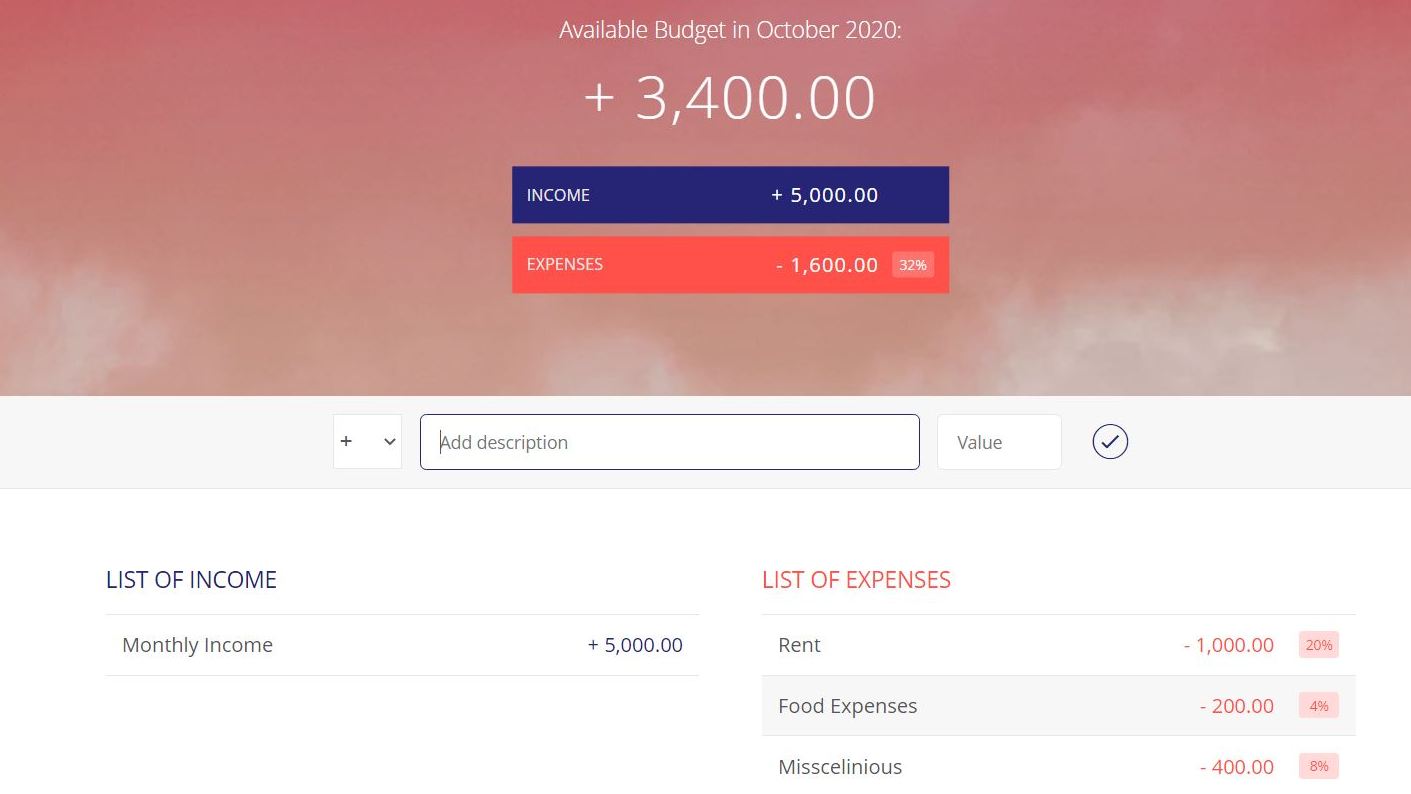 Available Budget in October 2020:
+ 3,400.00
INCOME + 5,000.00
EXPENSES - 1,600.00 32%
+ Add description Value
LIST OF INCOME
Monthly Income + 5,000.00
LIST OF EXPENSES
Rent - 1,000.00 20%
Food Expenses - 200.00 4%
Misscelinious - 400.00 8%